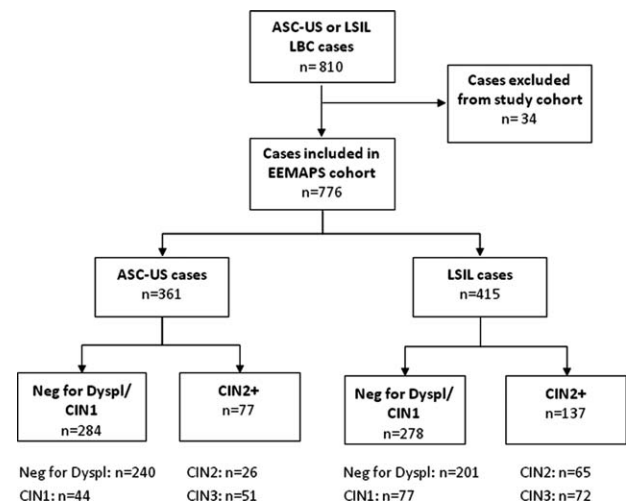 ASC-US or LSIL
LBC cases
n= 810
Cases excluded
from study cohort
n= 34
Cases included in
EEMAPS cohort
n=776
ASC-US cases
n=361
LSIL cases
n=415
Neg for Dyspl/
CIN1
n=284
CIN2+
n=77
Neg for Dyspl/
CIN1
n=278
CIN2+
n=137
Neg for Dyspl: n=240
CIN1: n=44
CIN2: n=26
CIN3: n=51
Neg for Dyspl: n=201
CIN1: n=77
CIN2: n=65
CIN3: n=72